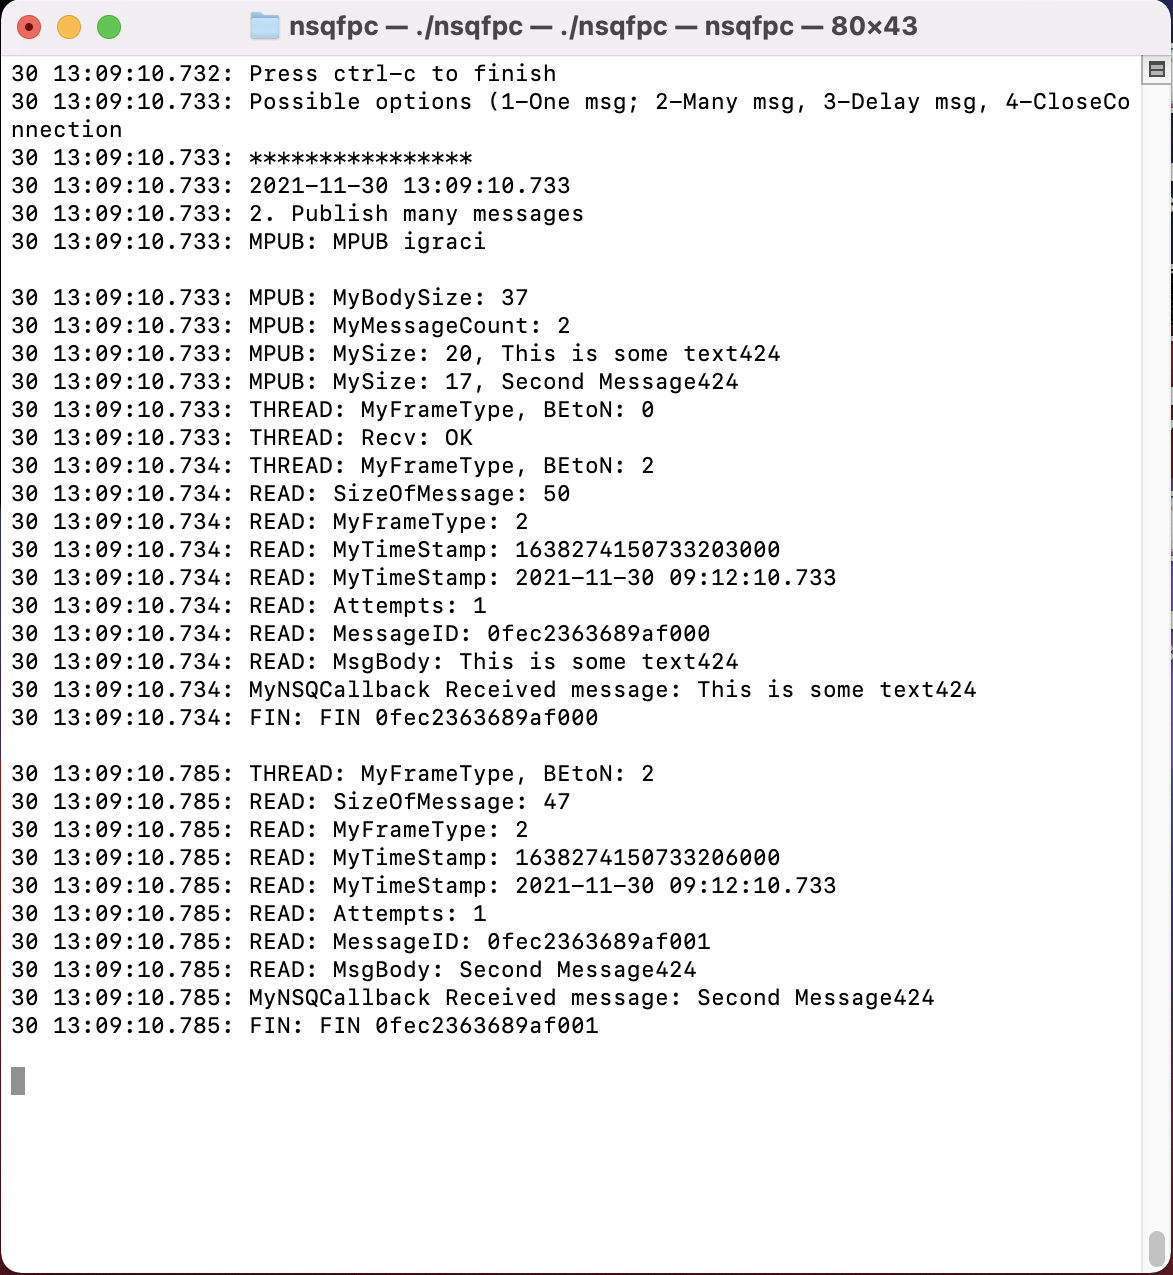 nsqfpc — ./nsqfpc — ./nsqfpc — nsqfpc — 80×43
30 13:09:10.732: Press ctrl-c to finish
30 13:09:10.733: Possible options (1-One msg; 2-Many msg, 3-Delay msg, 4-CloseCo
nnection
30 13:09:10.733: ****************
30 13:09:10.733: 2021-11-30 13:09:10.733
30 13:09:10.733: 2. Publish many messages
30 13:09:10.733: MPUB: MPUB igraci
30 13:09:10.733: MPUB: MyBodySize: 37
30 13:09:10.733: MPUB: MyMessageCount: 2
30 13:09:10.733: MPUB: MySize: 20, This is some text424
30 13:09:10.733: MPUB: MySize: 17, Second Message424
30 13:09:10.733: THREAD: MyFrameType, BEtoN: 0
30 13:09:10.733: THREAD: Recv: OK
30 13:09:10.734: THREAD: MyFrameType, BEtoN: 2
30 13:09:10.734: READ: SizeOfMessage: 50
30 13:09:10.734: READ: MyFrameType: 2
30 13:09:10.734: READ: MyTimeStamp: 1638274150733203000
30 13:09:10.734: READ: MyTimeStamp: 2021-11-30 09:12:10.733
30 13:09:10.734: READ: Attempts: 1
30 13:09:10.734: READ: MessageID: 0fec2363689af000
30 13:09:10.734: READ: MsgBody: This is some text424
30 13:09:10.734: MyNSQCallback Received message: This is some text424
30 13:09:10.734: FIN: FIN 0fec2363689af000
30 13:09:10.785: THREAD: MyFrameType, BEtoN: 2
30 13:09:10.785: READ: SizeOfMessage: 47
30 13:09:10.785: READ: MyFrameType: 2
30 13:09:10.785: READ: MyTimeStamp: 1638274150733206000
30 13:09:10.785: READ: MyTimeStamp: 2021-11-30 09:12:10.733
30 13:09:10.785: READ: Attempts: 1
30 13:09:10.785: READ: MessageID: 0fec2363689af001
30 13:09:10.785: READ: MsgBody: Second Message424
30 13:09:10.785: MyNSQCallback Received message: Second Message424
30 13:09:10.785: FIN: FIN 0fec2363689af001